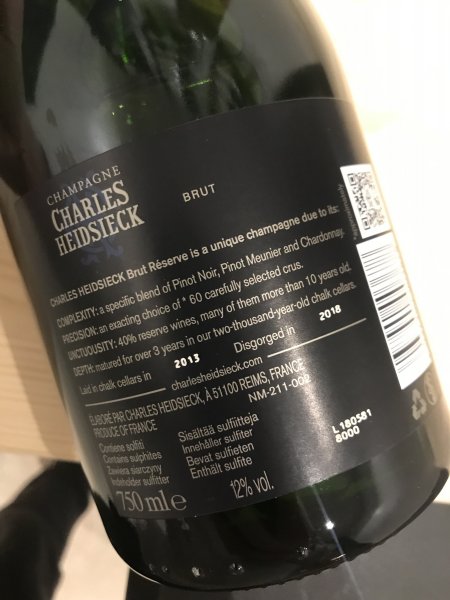 CHAMPAGNE
CHARLES
HEIDSIECK
BRUT
CHARLES HEIDSIECK Brut Réserve is a unique champagne due to its:
COMPLEXITY: a specific blend of Pinot Noir, Pinot Meunier and Chardonnay.
PRECISION: an exacting choice of * 60 carefully selected crus.
UNCTUOUSITY: 40% reserve wines, many of them more than 10 years old.
DEPTH: matured for over 3 years in our two-thousand-year-old chalk cellars.
Laid in chalk cellars in 2013 Disgorged in 2018
charlesheidsieck.com
ELABORÉ PAR CHARLES HEIDSIECK, À 51100 REIMS, FRANCE
PRODUCE OF FRANCE NM-211-002
Contiene solfiti Sisältää sulfiitteja
Contains sulphites Innehåller sulfiter
Zawiera siarczyny Bevat sulfieten
Indeholder sulfitter Enthält sulfite
750 ml e 12% vol.
L 180581
8000